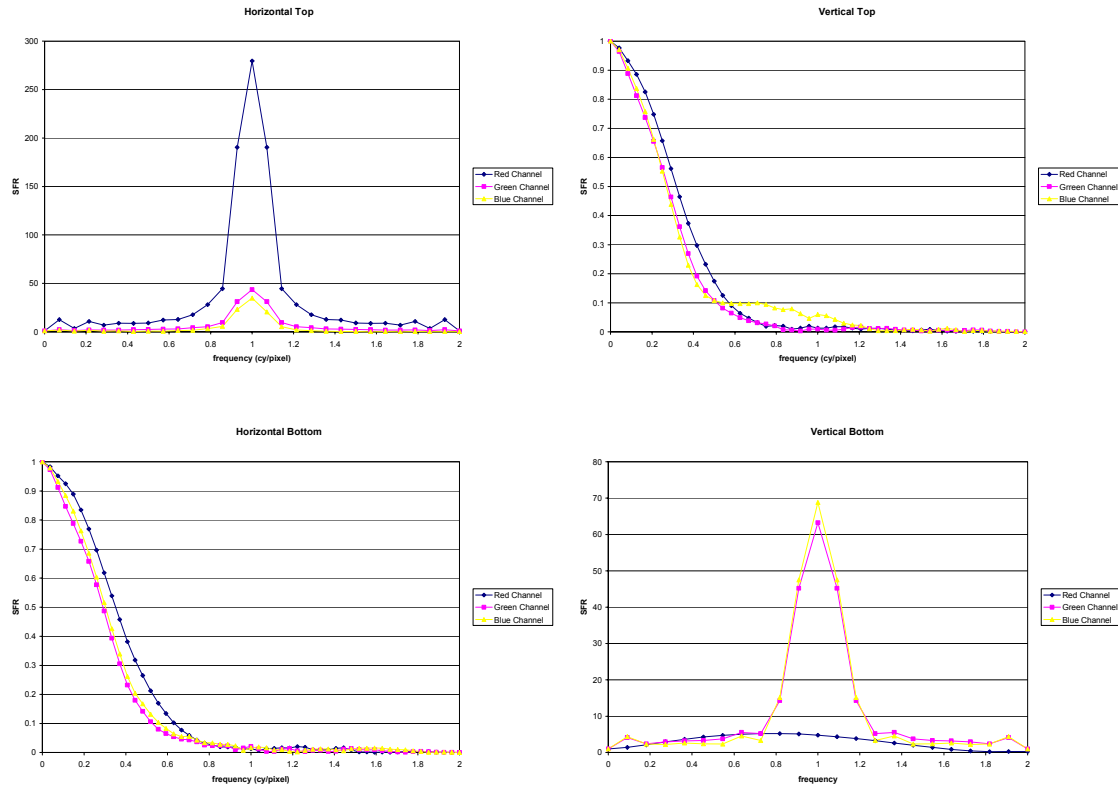 Horizontal Top
300
250
200
150
100
50
0
SFR
0 0.2 0.4 0.6 0.8 1 1.2 1.4 1.6 1.8 2
frequency (cy/pixel)
Red Channel
Green Channel
Blue Channel
Vertical Top
1
0.9
0.8
0.7
0.6
0.5
0.4
0.3
0.2
0.1
0
SFR
0 0.2 0.4 0.6 0.8 1 1.2 1.4 1.6 1.8 2
frequency (cy/pixel)
Red Channel
Green Channel
Blue Channel
Horizontal Bottom
1
0.9
0.8
0.7
0.6
0.5
0.4
0.3
0.2
0.1
0
SFR
0 0.2 0.4 0.6 0.8 1 1.2 1.4 1.6 1.8 2
frequency (cy/pixel)
Red Channel
Green Channel
Blue Channel
Vertical Bottom
80
70
60
50
40
30
20
10
0
SFR
0 0.2 0.4 0.6 0.8 1 1.2 1.4 1.6 1.8 2
frequency
Red Channel
Green Channel
Blue Channel